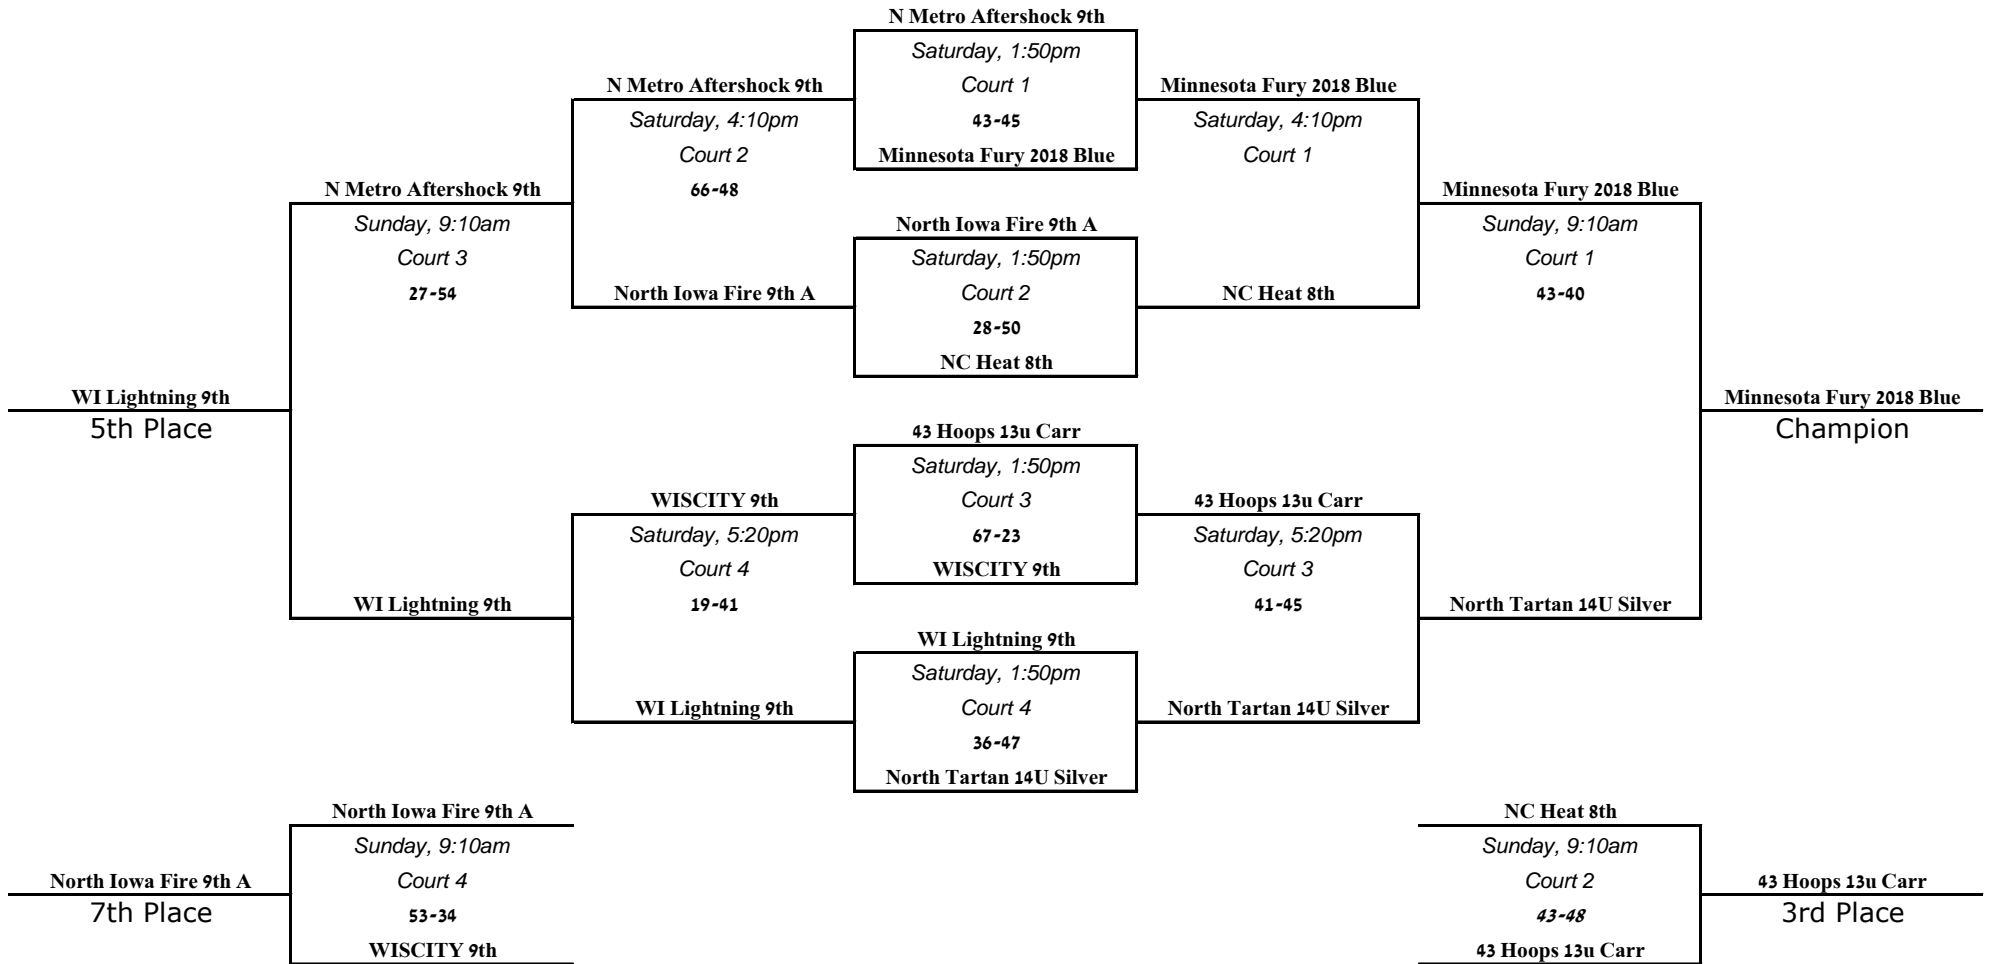 N Metro Aftershock 9th
Saturday, 1:50pm
N Metro Aftershock 9th
Court 1
Minnesota Fury 2018 Blue
Saturday, 4:10pm
43-45
Saturday, 4:10pm
Court 2
Minnesota Fury 2018 Blue
Court 1
N Metro Aftershock 9th
66-48
Minnesota Fury 2018 Blue
Sunday, 9:10am
North Iowa Fire 9th A
Sunday, 9:10am
Court 3
Saturday, 1:50pm
Court 1
27-54
North Iowa Fire 9th A
Court 2
NC Heat 8th
43-40
28-50
NC Heat 8th
WI Lightning 9th
Minnesota Fury 2018 Blue
5th Place
43 Hoops 13u Carr
Champion
Saturday, 1:50pm
WISCITY 9th
Court 3
43 Hoops 13u Carr
Saturday, 5:20pm
67-23
Saturday, 5:20pm
Court 4
WISCITY 9th
Court 3
WI Lightning 9th
19-41
41-45
North Tartan 14U Silver
WI Lightning 9th
Saturday, 1:50pm
WI Lightning 9th
Court 4
North Tartan 14U Silver
36-47
North Tartan 14U Silver
North Iowa Fire 9th A
NC Heat 8th
Sunday, 9:10am
Sunday, 9:10am
North Iowa Fire 9th A
Court 4
Court 2
43 Hoops 13u Carr
7th Place
53-34
43-48
3rd Place
WISCITY 9th
43 Hoops 13u Carr